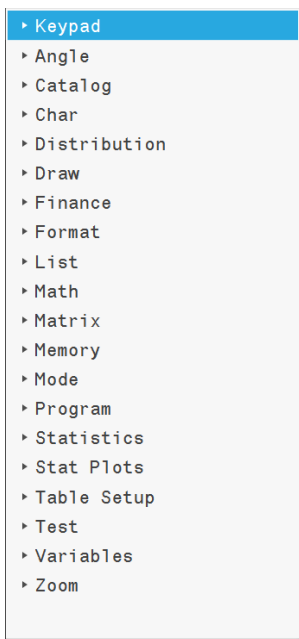 Keypad
Angle
Catalog
Char
Distribution
Draw
Finance
Format
List
Math
Matrix
Memory
Mode
Program
Statistics
Stat Plots
Table Setup
Test
Variables
Zoom